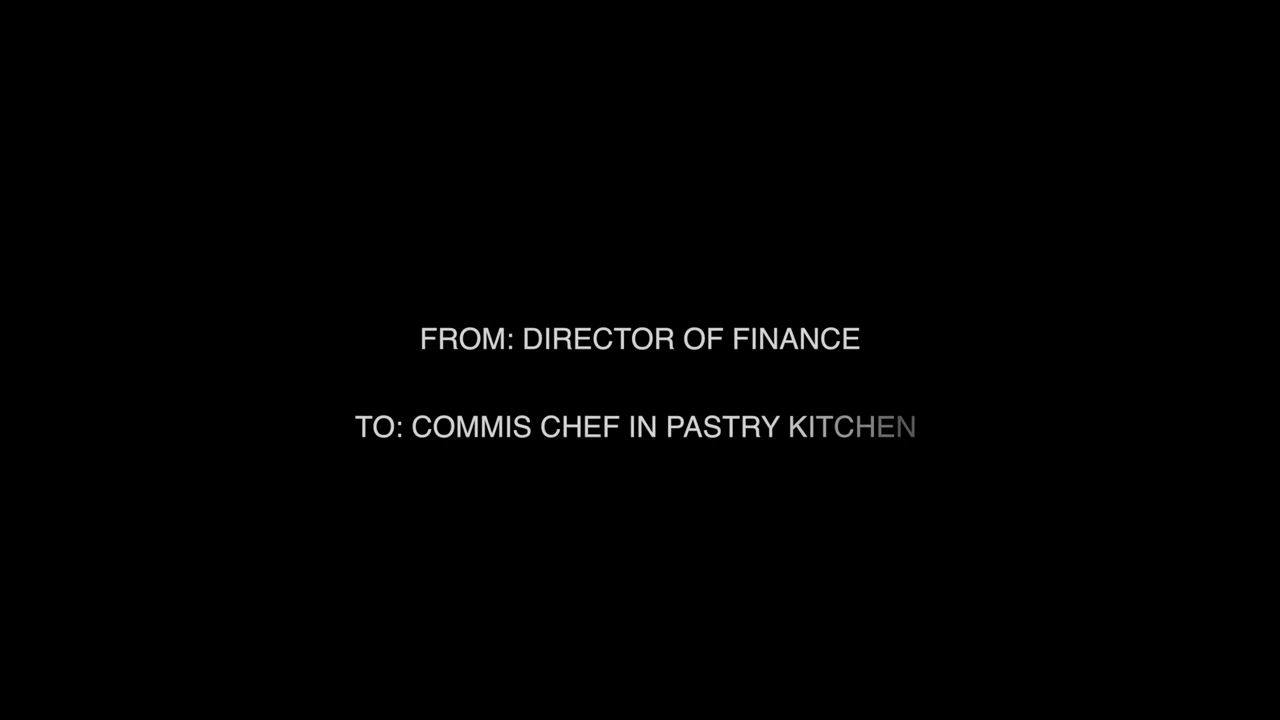 FROM: DIRECTOR OF FINANCE
TO: COMMIS CHEF IN PASTRY KITCHEN